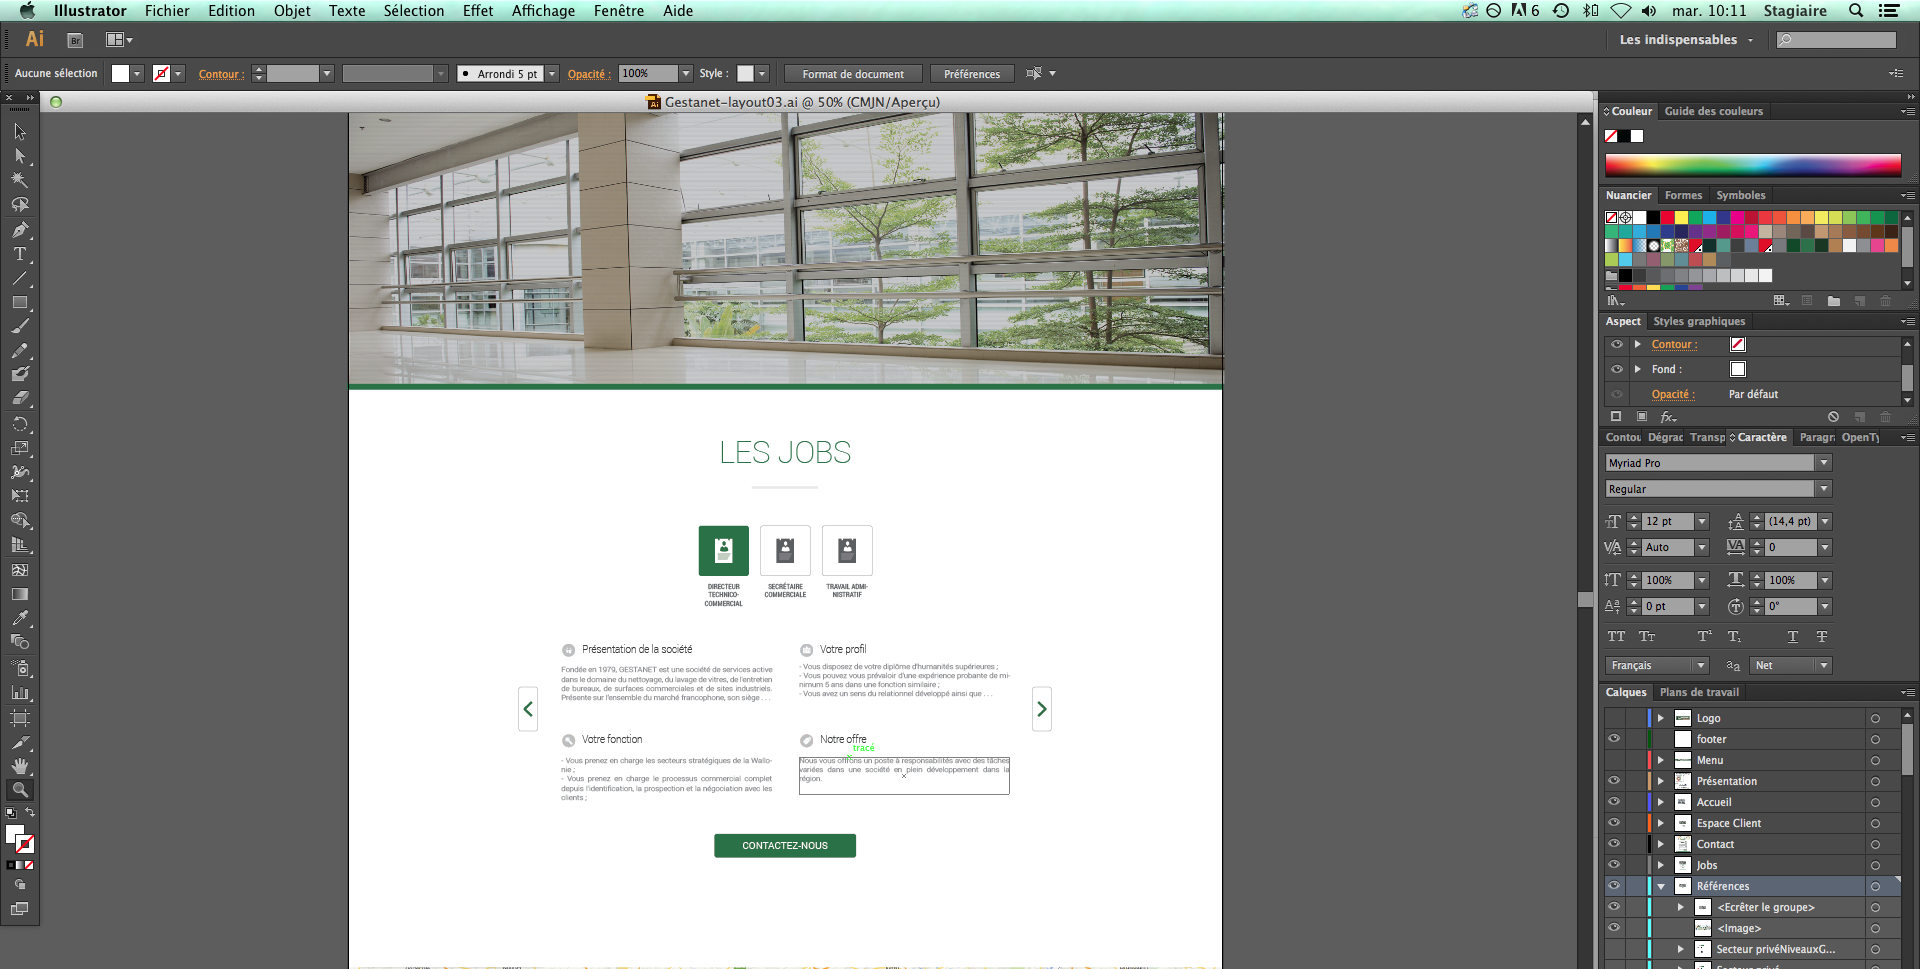 Illustrator Fichier Edition Objet Texte Sélection Effet Affichage Fenêtre Aide
6 mar. 10:11 Stagiaire
Ai Br
Les indispensables
Aucune sélection Contour : Arrondi 5 pt Opacité : 100% Style : Format de document Préférences
Gestanet-layout03.ai @ 50% (CMJN/Aperçu)
LES JOBS
DIRECTEUR
TECHNICO-
COMMERCIAL
SECRÉTAIRE
COMMERCIALE
TRAVAIL ADMI-
NISTRATIF
Présentation de la société
Fondée en 1979, GESTANET est une société de services active
dans le domaine du nettoyage, du lavage de vitres, de l'entretien
de bureaux, de surfaces commerciales et de sites industriels.
Présente sur l'ensemble du marché francophone, son siège . . .
Votre profil
- Vous disposez de votre diplôme d'humanités supérieures ;
- Vous pouvez vous prévaloir d'une expérience probante de mi-
nimum 5 ans dans une fonction similaire ;
- Vous avez un sens du relationnel développé ainsi que . . .
Votre fonction
- Vous prenez en charge les secteurs stratégiques de la Wallo-
nie ;
- Vous prenez en charge le processus commercial complet
depuis l'identification, la prospection et la négociation avec les
clients ;
Notre offre
tracé
Nous vous offrons un poste à responsabilités avec des tâches
variées dans une société en plein développement dans la
région.
CONTACTEZ-NOUS
Couleur Guide des couleurs
Nuancier Formes Symboles
Aspect Styles graphiques
Contour :
Fond :
Opacité : Par défaut
Contou Dégrad Transp Caractère Paragra OpenTy
Myriad Pro
Regular
12 pt (14,4 pt)
Auto 0
100% 100%
0 pt 0°
Français Net
Calques Plans de travail
Logo
footer
Menu
Présentation
Accueil
Espace Client
Contact
Jobs
Références
<Ecrêter le groupe>
<Image>
Secteur privéNiveauxG...